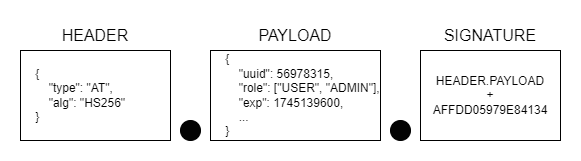 HEADER
{
"type": "AT",
"alg": "HS256"
}
PAYLOAD
{
"uuid": 56978315,
"role": ["USER", "ADMIN"],
"exp": 1745139600,
...
}
SIGNATURE
HEADER.PAYLOAD
+
AFFDD05979E84134